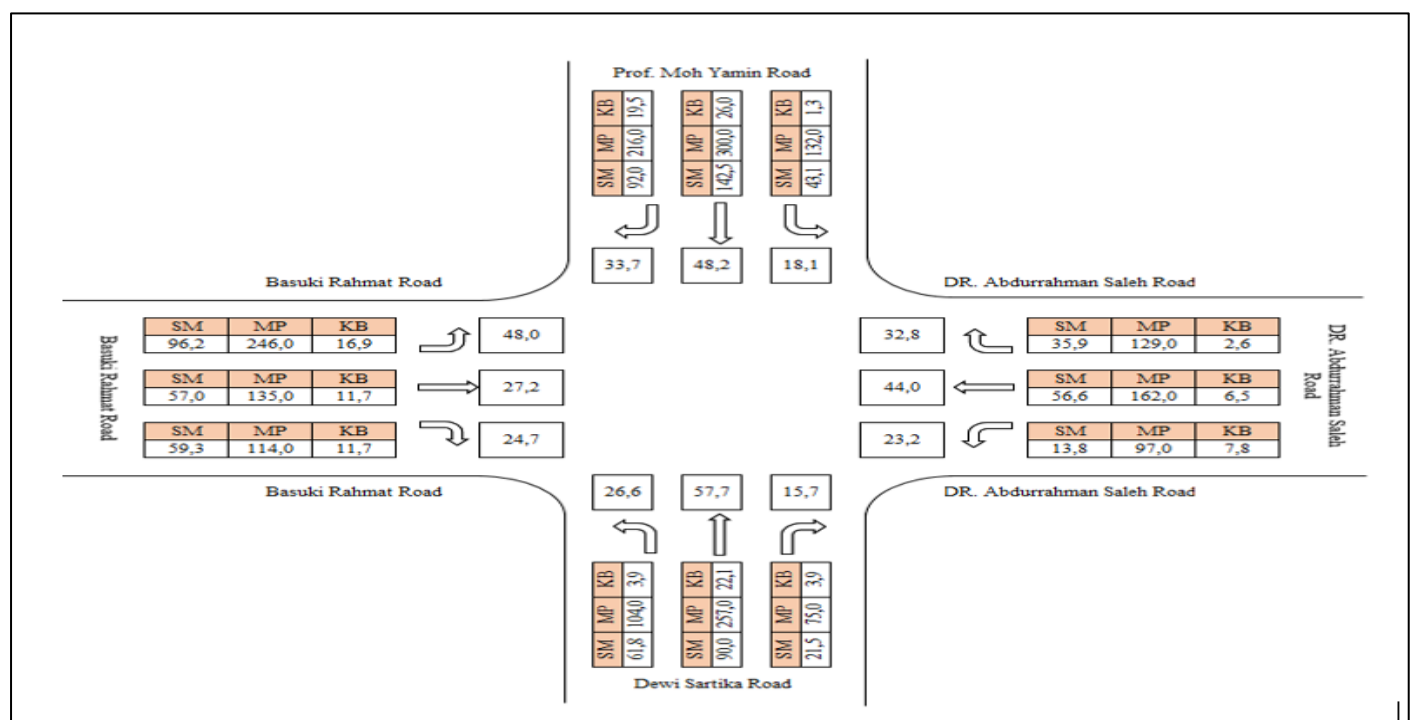 Prof. Moh Yamin Road
KB 19,5
MP 216,0
SM 92,0
KB 26,0
MP 300,0
SM 142,5
KB 1,3
MP 132,0
SM 43,1
33,7 48,2 18,1
Basuki Rahmat Road
DR. Abdurrahman Saleh Road
Basuki Rahmat Road
SM MP KB
96,2 246,0 16,9
48,0
SM MP KB
57,0 135,0 11,7
27,2
SM MP KB
59,3 114,0 11,7
24,7
32,8
SM MP KB
35,9 129,0 2,6
44,0
SM MP KB
56,6 162,0 6,5
23,2
SM MP KB
13,8 97,0 7,8
DR. Abdurrahman Saleh
Road
Basuki Rahmat Road
DR. Abdurrahman Saleh Road
26,6 57,7 15,7
KB 3,9
MP 104,0
SM 61,8
KB 22,1
MP 257,0
SM 90,0
KB 3,9
MP 75,0
SM 21,5
Dewi Sartika Road